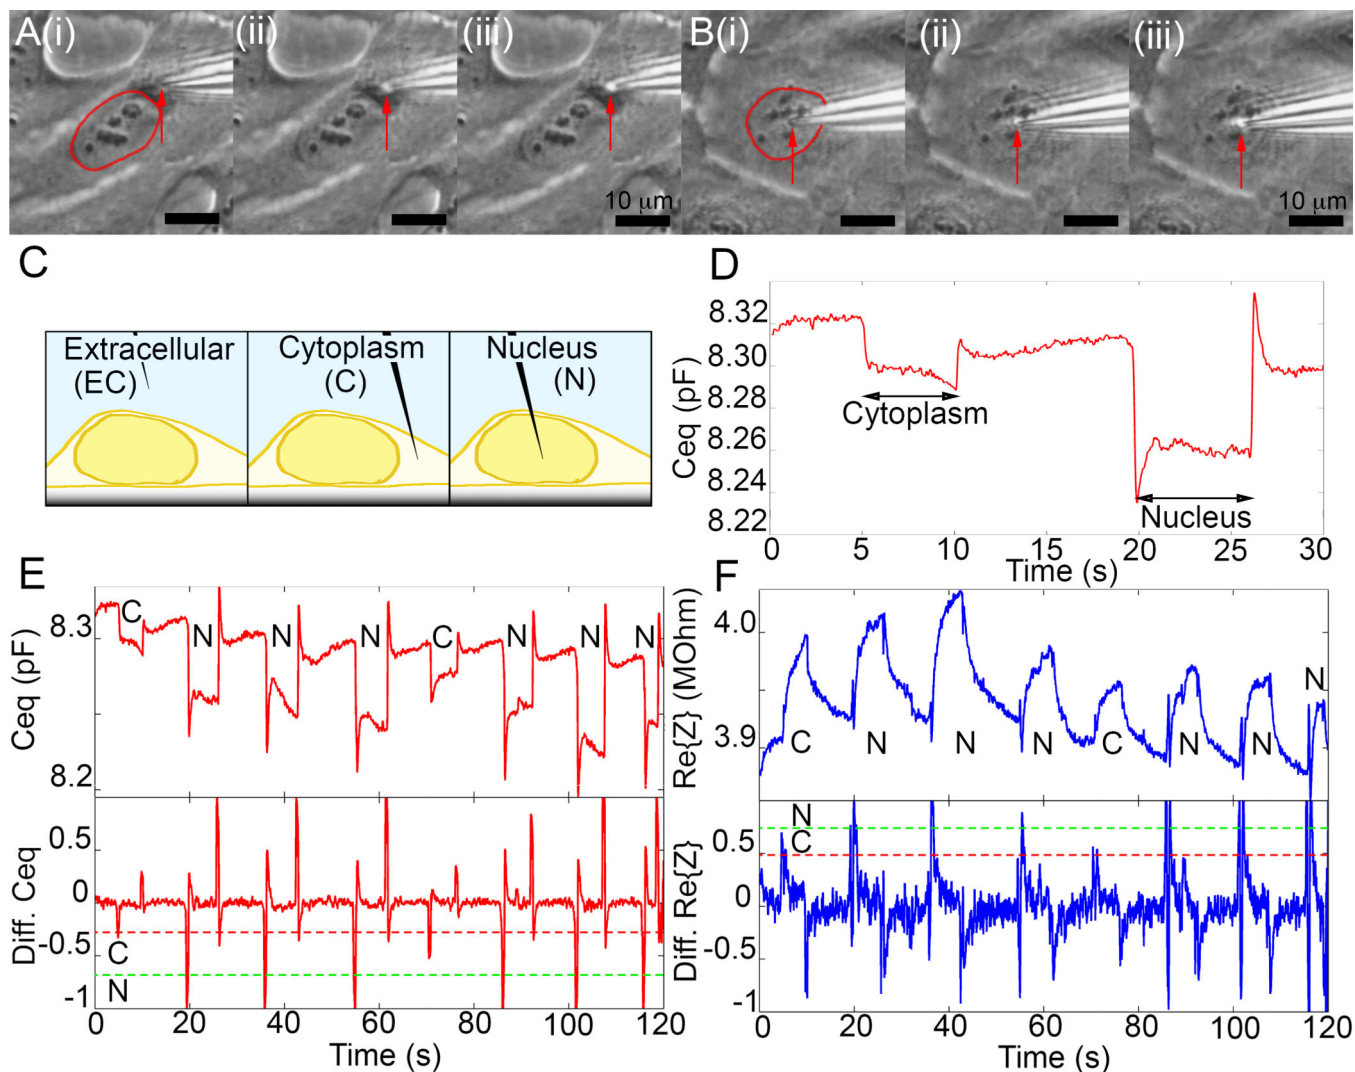 A(i)
(ii)
(iii)
10 μm
B(i)
(ii)
(iii)
10 μm
C
Extracellular
(EC)
Cytoplasm
(C)
Nucleus
(N)
D
Ceq (pF)
8.32
8.30
8.28
8.26
8.24
8.22
Cytoplasm
Nucleus
0 5 10 15 20 25 30
Time (s)
E
Ceq (pF)
8.3
8.2
C N N N C N N N
Diff. Ceq
0.5
0
-0.5
-1
C
N
0 20 40 60 80 100 120
Time (s)
F
Re{Z} (MOhm)
4.0
3.9
C N N N C N N N
Diff. Re{Z}
0.5
0
-0.5
-1
N
C
0 20 40 60 80 100 120
Time (s)